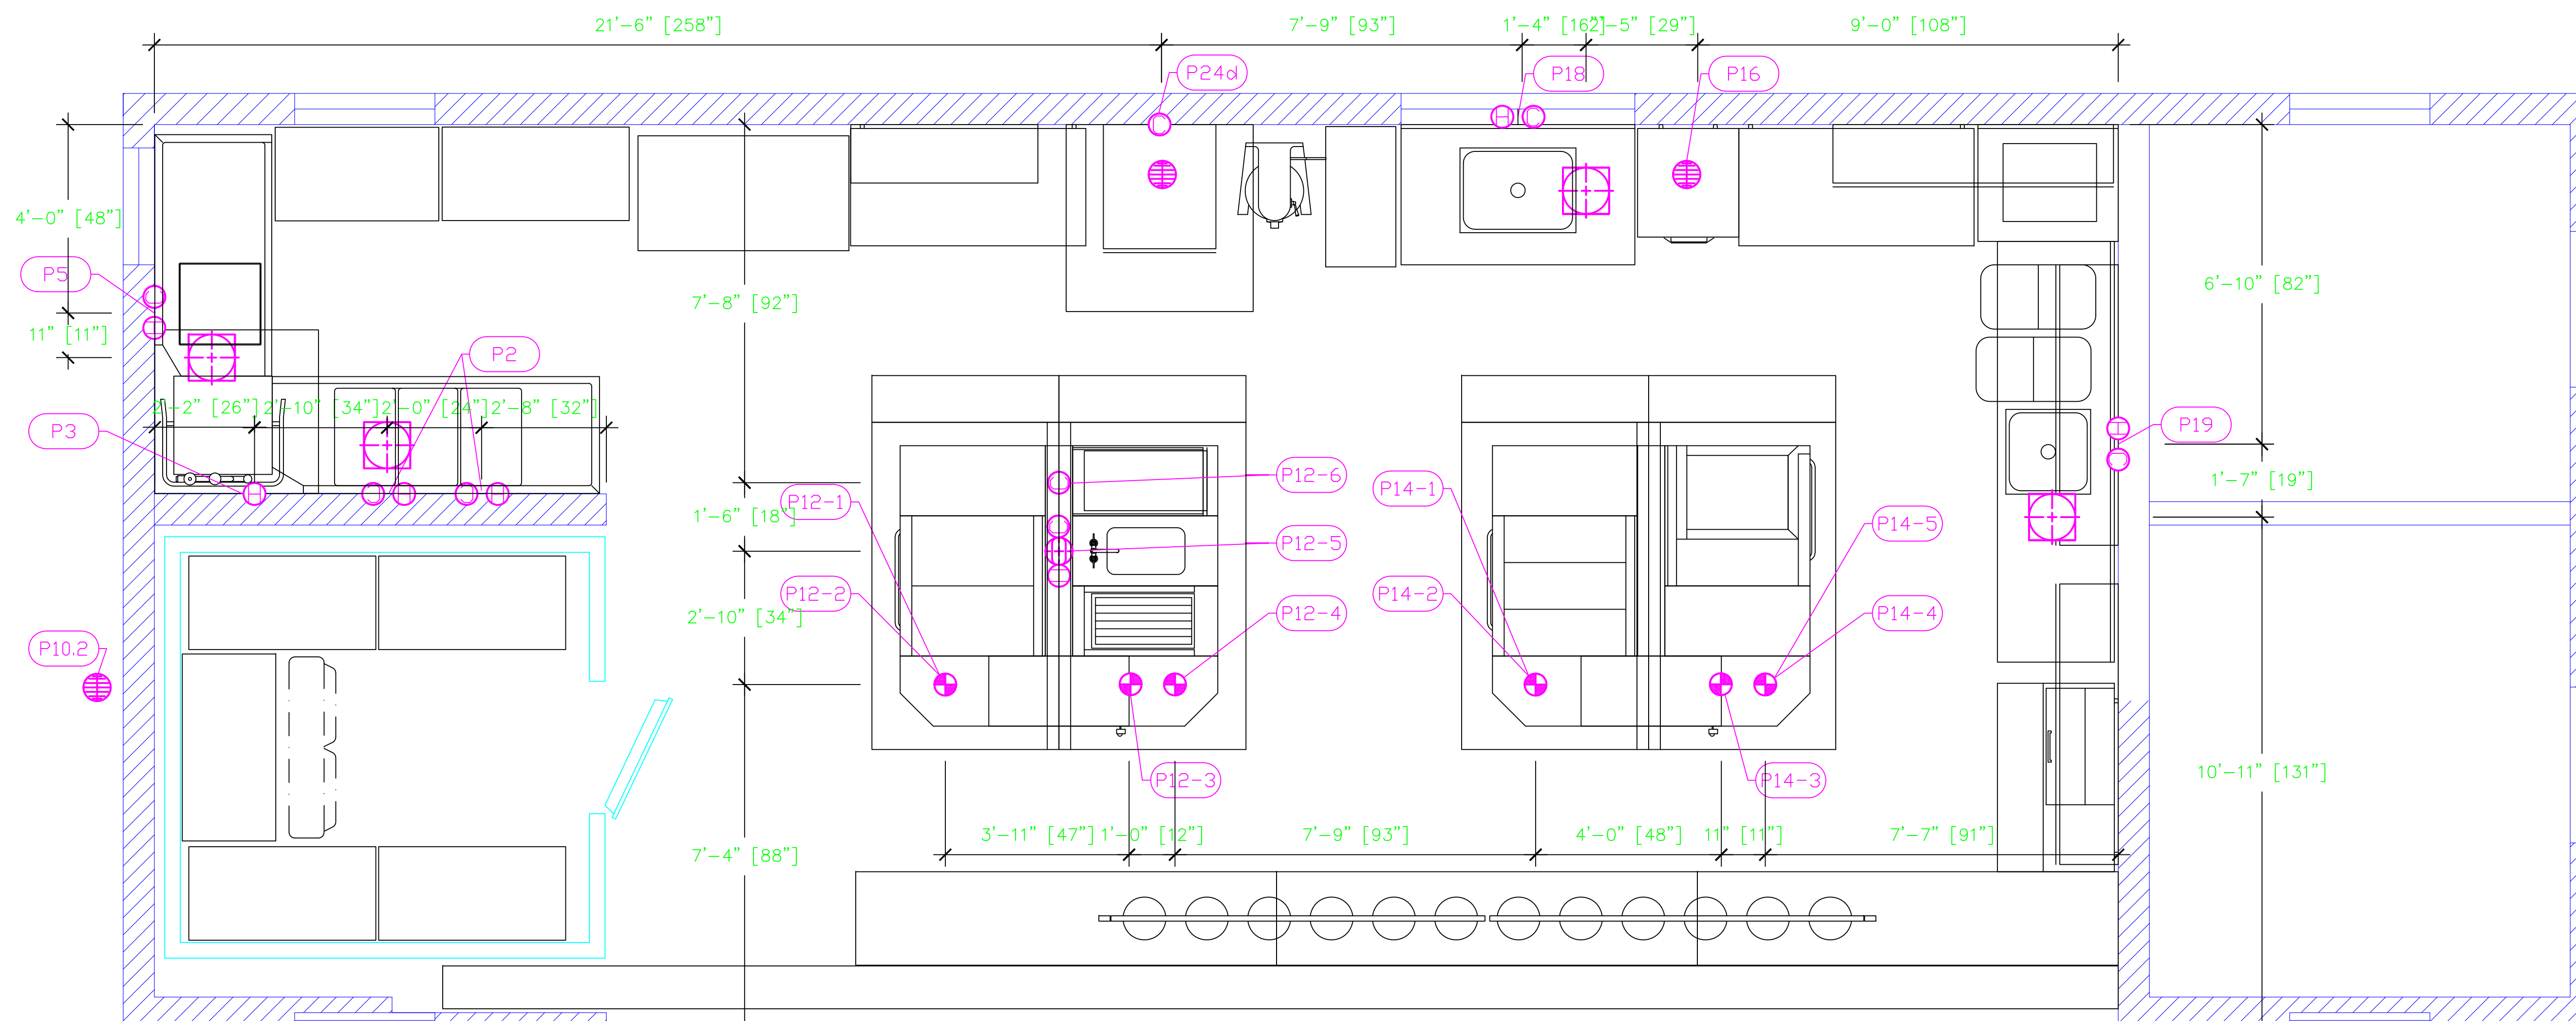 21'-6" [258"]
7'-9" [93"]
1'-4" [16"]
2'-5" [29"]
9'-0" [108"]
P24d
P18
P16
4'-0" [48"]
P5
6'-10" [82"]
7'-8" [92"]
11" [11"]
P2
2'-2" [26"]
2'-10" [34"]
2'-0" [24"]
2'-8" [32"]
P3
P19
P12-6
P14-1
1'-7" [19"]
P12-1
1'-6" [18"]
P14-5
P12-5
P12-2
P14-2
2'-10" [34"]
P12-4
P14-4
P10.2
10'-11" [131"]
P12-3
P14-3
3'-11" [47"]
1'-0" [12"]
7'-9" [93"]
4'-0" [48"]
11" [11"]
7'-7" [91"]
7'-4" [88"]